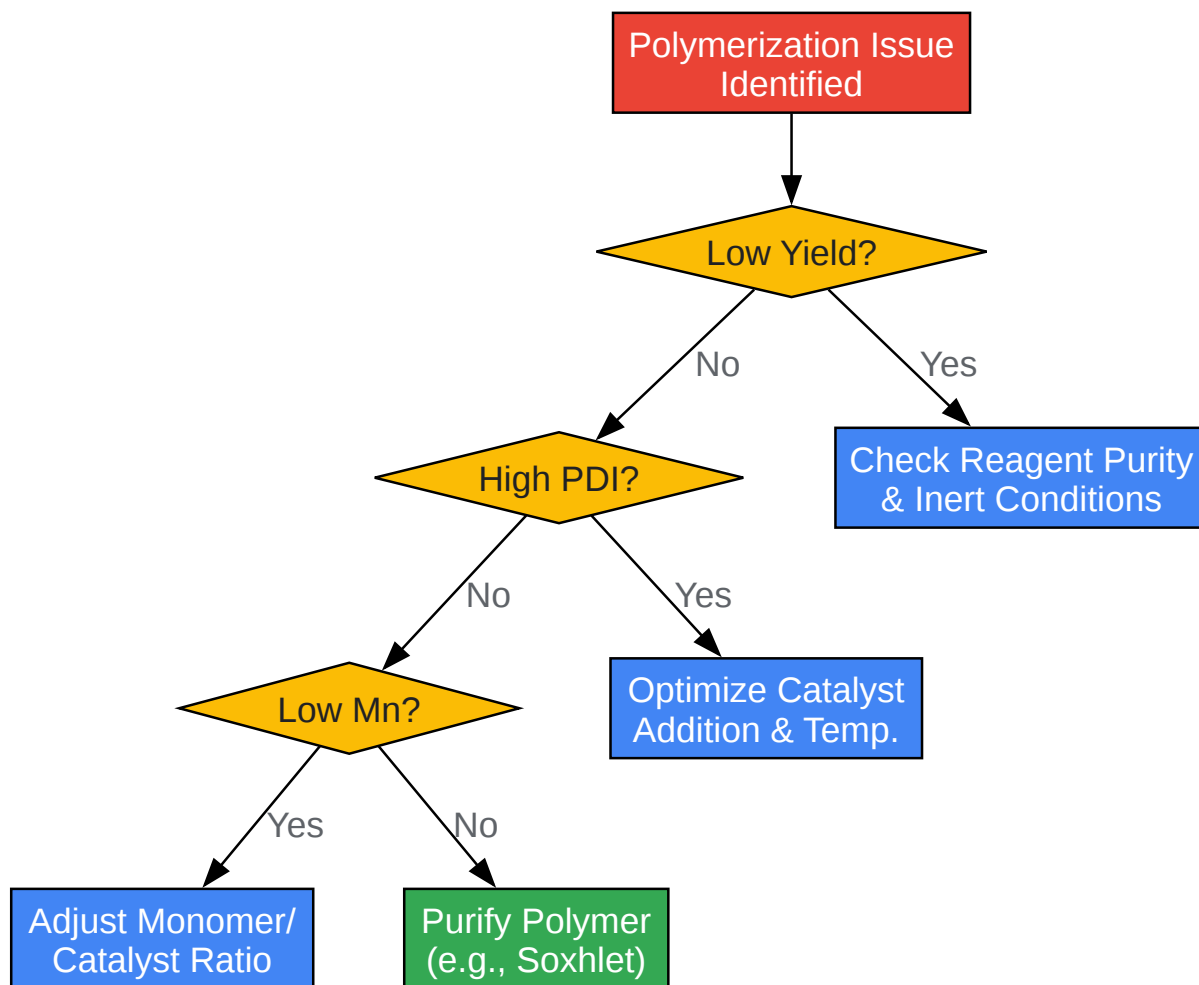 Polymerization Issue
Identified
Low Yield?
No
Yes
High PDI?
Check Reagent Purity
& Inert Conditions
No
Yes
Low Mn?
Optimize Catalyst
Addition & Temp.
Yes
No
Adjust Monomer/
Catalyst Ratio
Purify Polymer
(e.g., Soxhlet)